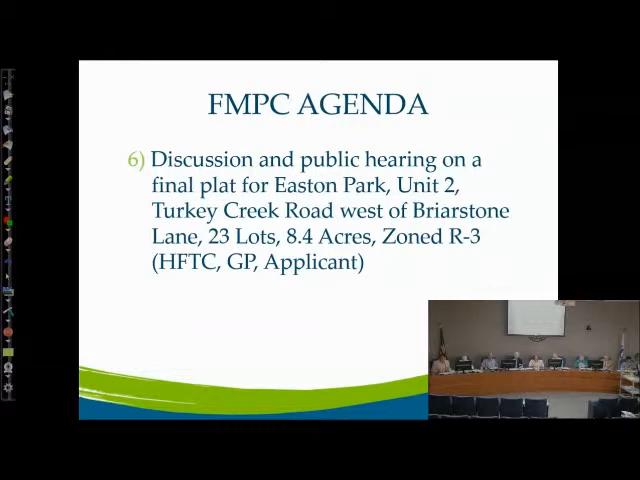 FMPC AGENDA
6) Discussion and public hearing on a
final plat for Easton Park, Unit 2,
Turkey Creek Road west of Briarstone
Lane, 23 Lots, 8.4 Acres, Zoned R-3
(HFTC, GP, Applicant)